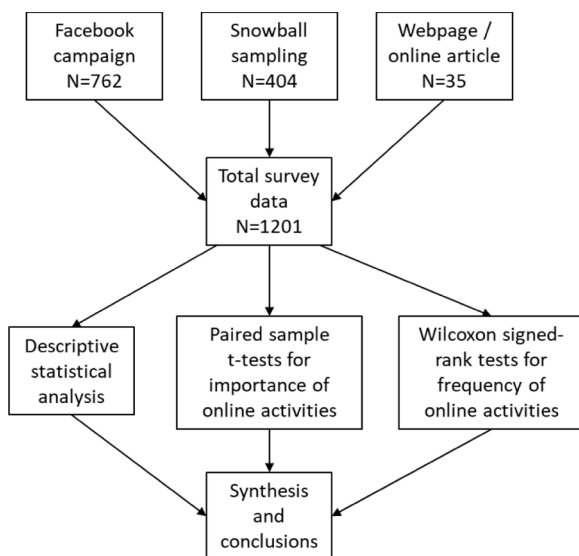 Facebook
campaign
N=762
Snowball
sampling
N=404
Webpage /
online article
N=35
Total survey
data
N=1201
Descriptive
statistical
analysis
Paired sample
t-tests for
importance of
online activities
Wilcoxon signed-
rank tests for
frequency of
online activities
Synthesis
and
conclusions